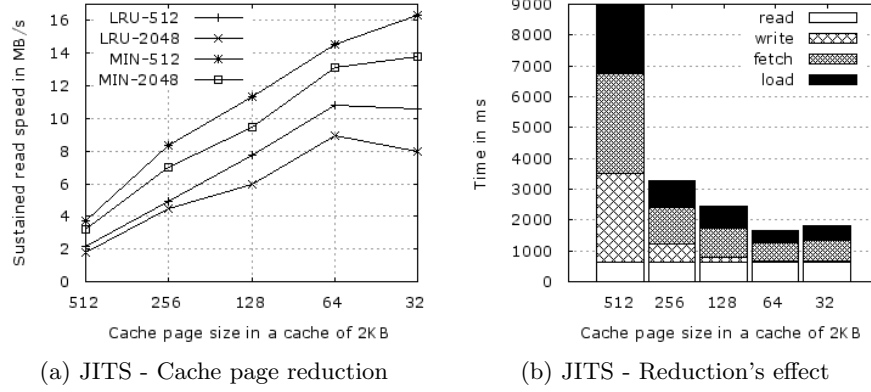 Sustained read speed in MB/s
16
14
12
10
8
6
4
2
0
LRU-512
LRU-2048
MIN-512
MIN-2048
512 256 128 64 32
Cache page size in a cache of 2KB
(a) JITS - Cache page reduction
Time in ms
9000
8000
7000
6000
5000
4000
3000
2000
1000
0
read
write
fetch
load
512 256 128 64 32
Cache page size in a cache of 2KB
(b) JITS - Reduction's effect